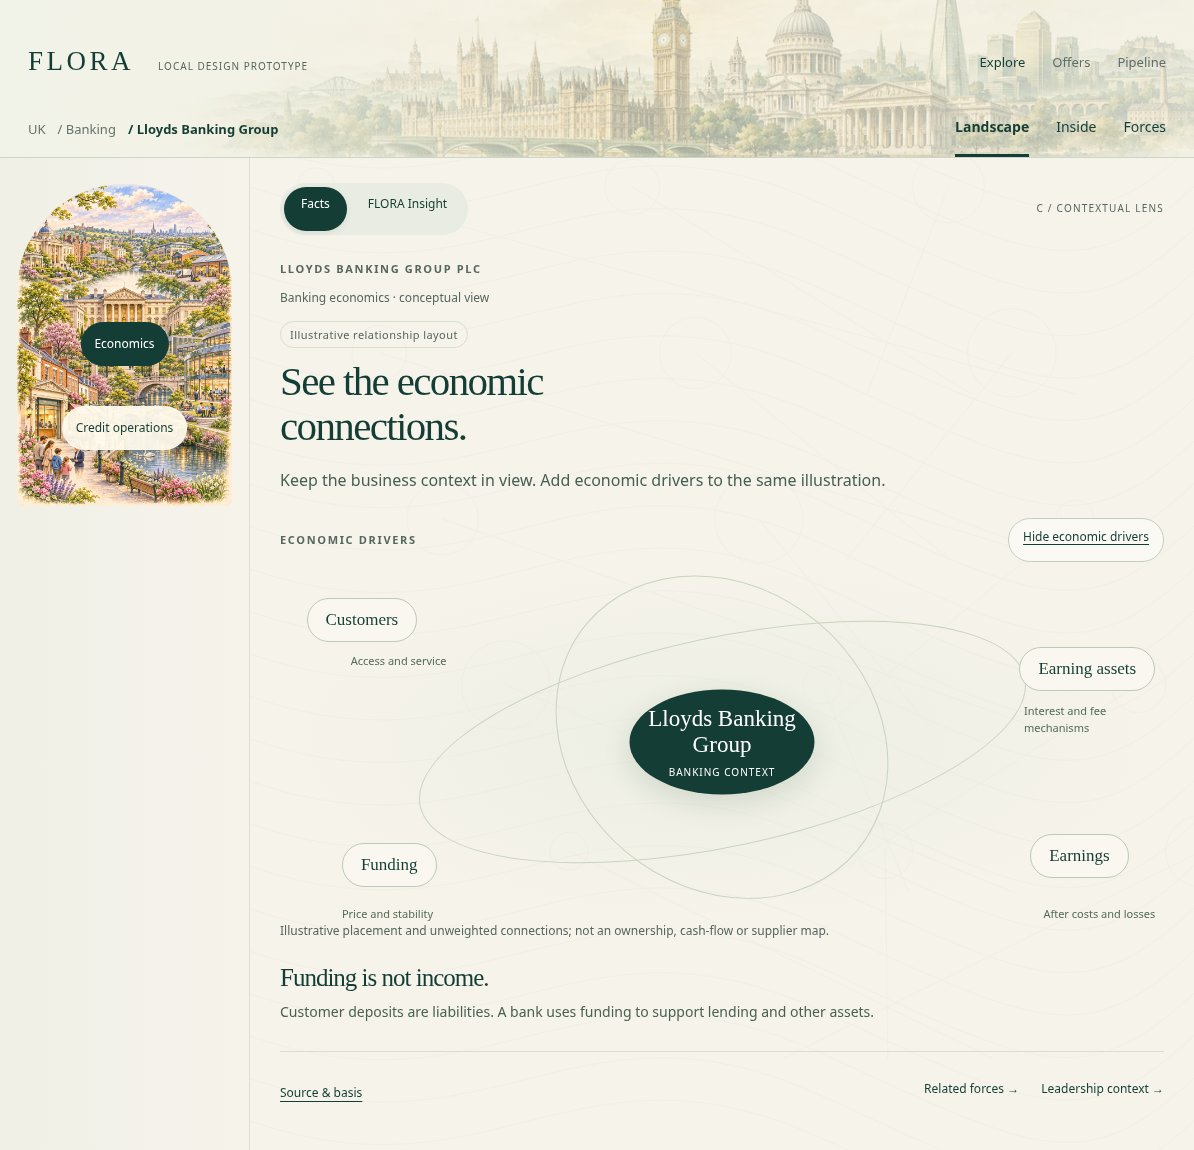 FLORA
LOCAL DESIGN PROTOTYPE
Explore
Offers
Pipeline
UK / Banking / Lloyds Banking Group
Landscape
Inside
Forces
Economics
Credit operations
Facts
FLORA Insight
C / CONTEXTUAL LENS
LLOYDS BANKING GROUP PLC
Banking economics · conceptual view
Illustrative relationship layout
See the economic
connections.
Keep the business context in view. Add economic drivers to the same illustration.
ECONOMIC DRIVERS
Hide economic drivers
Customers
Access and service
Earning assets
Interest and fee
mechanisms
Lloyds Banking
Group
BANKING CONTEXT
Funding
Price and stability
Earnings
After costs and losses
Illustrative placement and unweighted connections; not an ownership, cash-flow or supplier map.
Funding is not income.
Customer deposits are liabilities. A bank uses funding to support lending and other assets.
Source & basis
Related forces →
Leadership context →